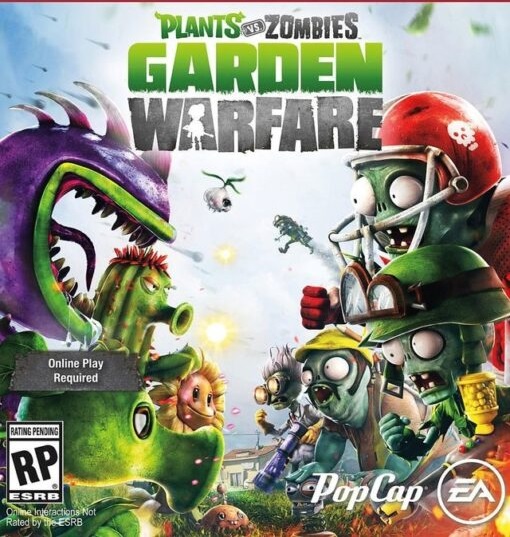 PLANTS VS ZOMBIES
GARDEN
WARFARE
Online Play
Required
RATING PENDING
RP
ESRB
Online Interactions Not
Rated by the ESRB
PopCap
EA